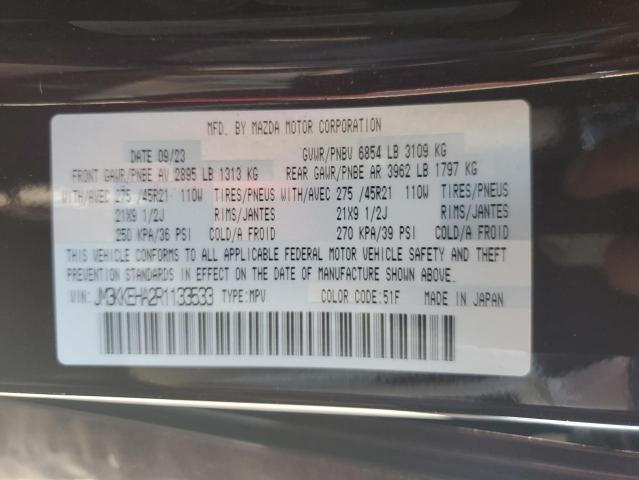 MFD. BY MAZDA MOTOR CORPORATION
DATE 09/23 GVWR/PNBV 6854 LB 3109 KG
FRONT GAWR/PNBE AV 2895 LB 1313 KG REAR GAWR/PNBE AR 3962 LB 1797 KG
WITH/AVEC 275 /45R21 110W TIRES/PNEUS WITH/AVEC 275 /45R21 110W TIRES/PNEUS
21X9 1/2J RIMS/JANTES 21X9 1/2J RIMS/JANTES
250 KPA/36 PSI COLD/A FROID 270 KPA/39 PSI COLD/A FROID
THIS VEHICLE CONFORMS TO ALL APPLICABLE FEDERAL MOTOR VEHICLE SAFETY AND THEFT
PREVENTION STANDARDS IN EFFECT ON THE DATE OF MANUFACTURE SHOWN ABOVE.
VIN: JM3KKEHA2R1133533 TYPE:MPV COLOR CODE:51F MADE IN JAPAN